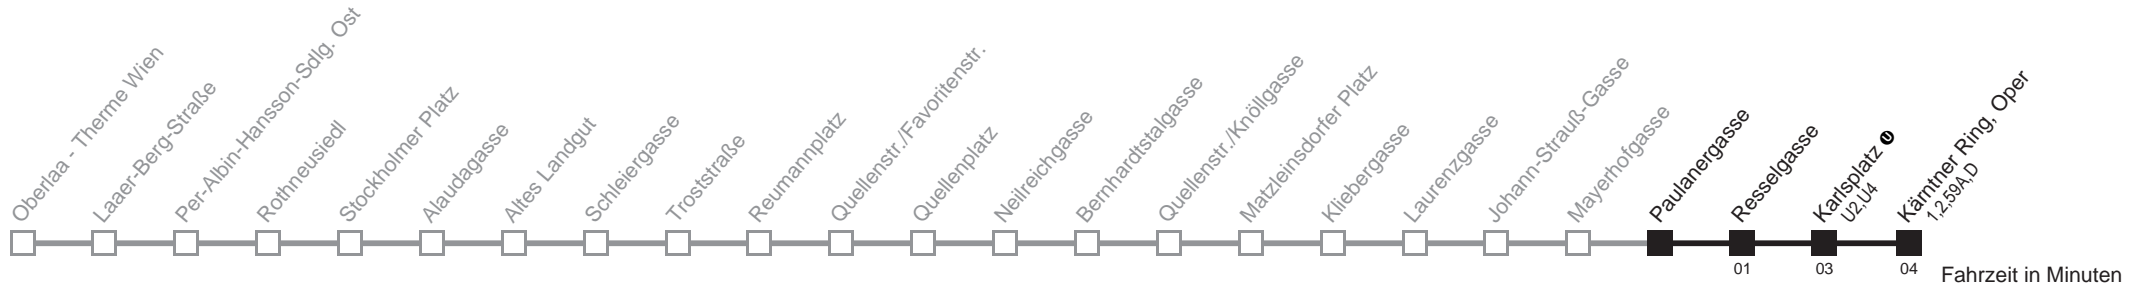 Oberlaa - Therme Wien
Laaer-Berg-Straße
Per-Albin-Hansson-Sdlg. Ost
Rothneusiedl
Stockholmer Platz
Alaudagasse
Altes Landgut
Schleiergasse
Troststraße
Reumannplatz
Quellenstr./Favoritenstr.
Quellenplatz
Neilreichgasse
Bernhardtstalgasse
Quellenstr./Knöllgasse
Matzleinsdorfer Platz
Kliebergasse
Laurenzgasse
Johann-Strauß-Gasse
Mayerhofgasse
Paulanergasse
Resselgasse
Karlsplatz U
U2,U4
Kärntner Ring, Oper
1,2,59A,D
01
03
04
Fahrzeit in Minuten